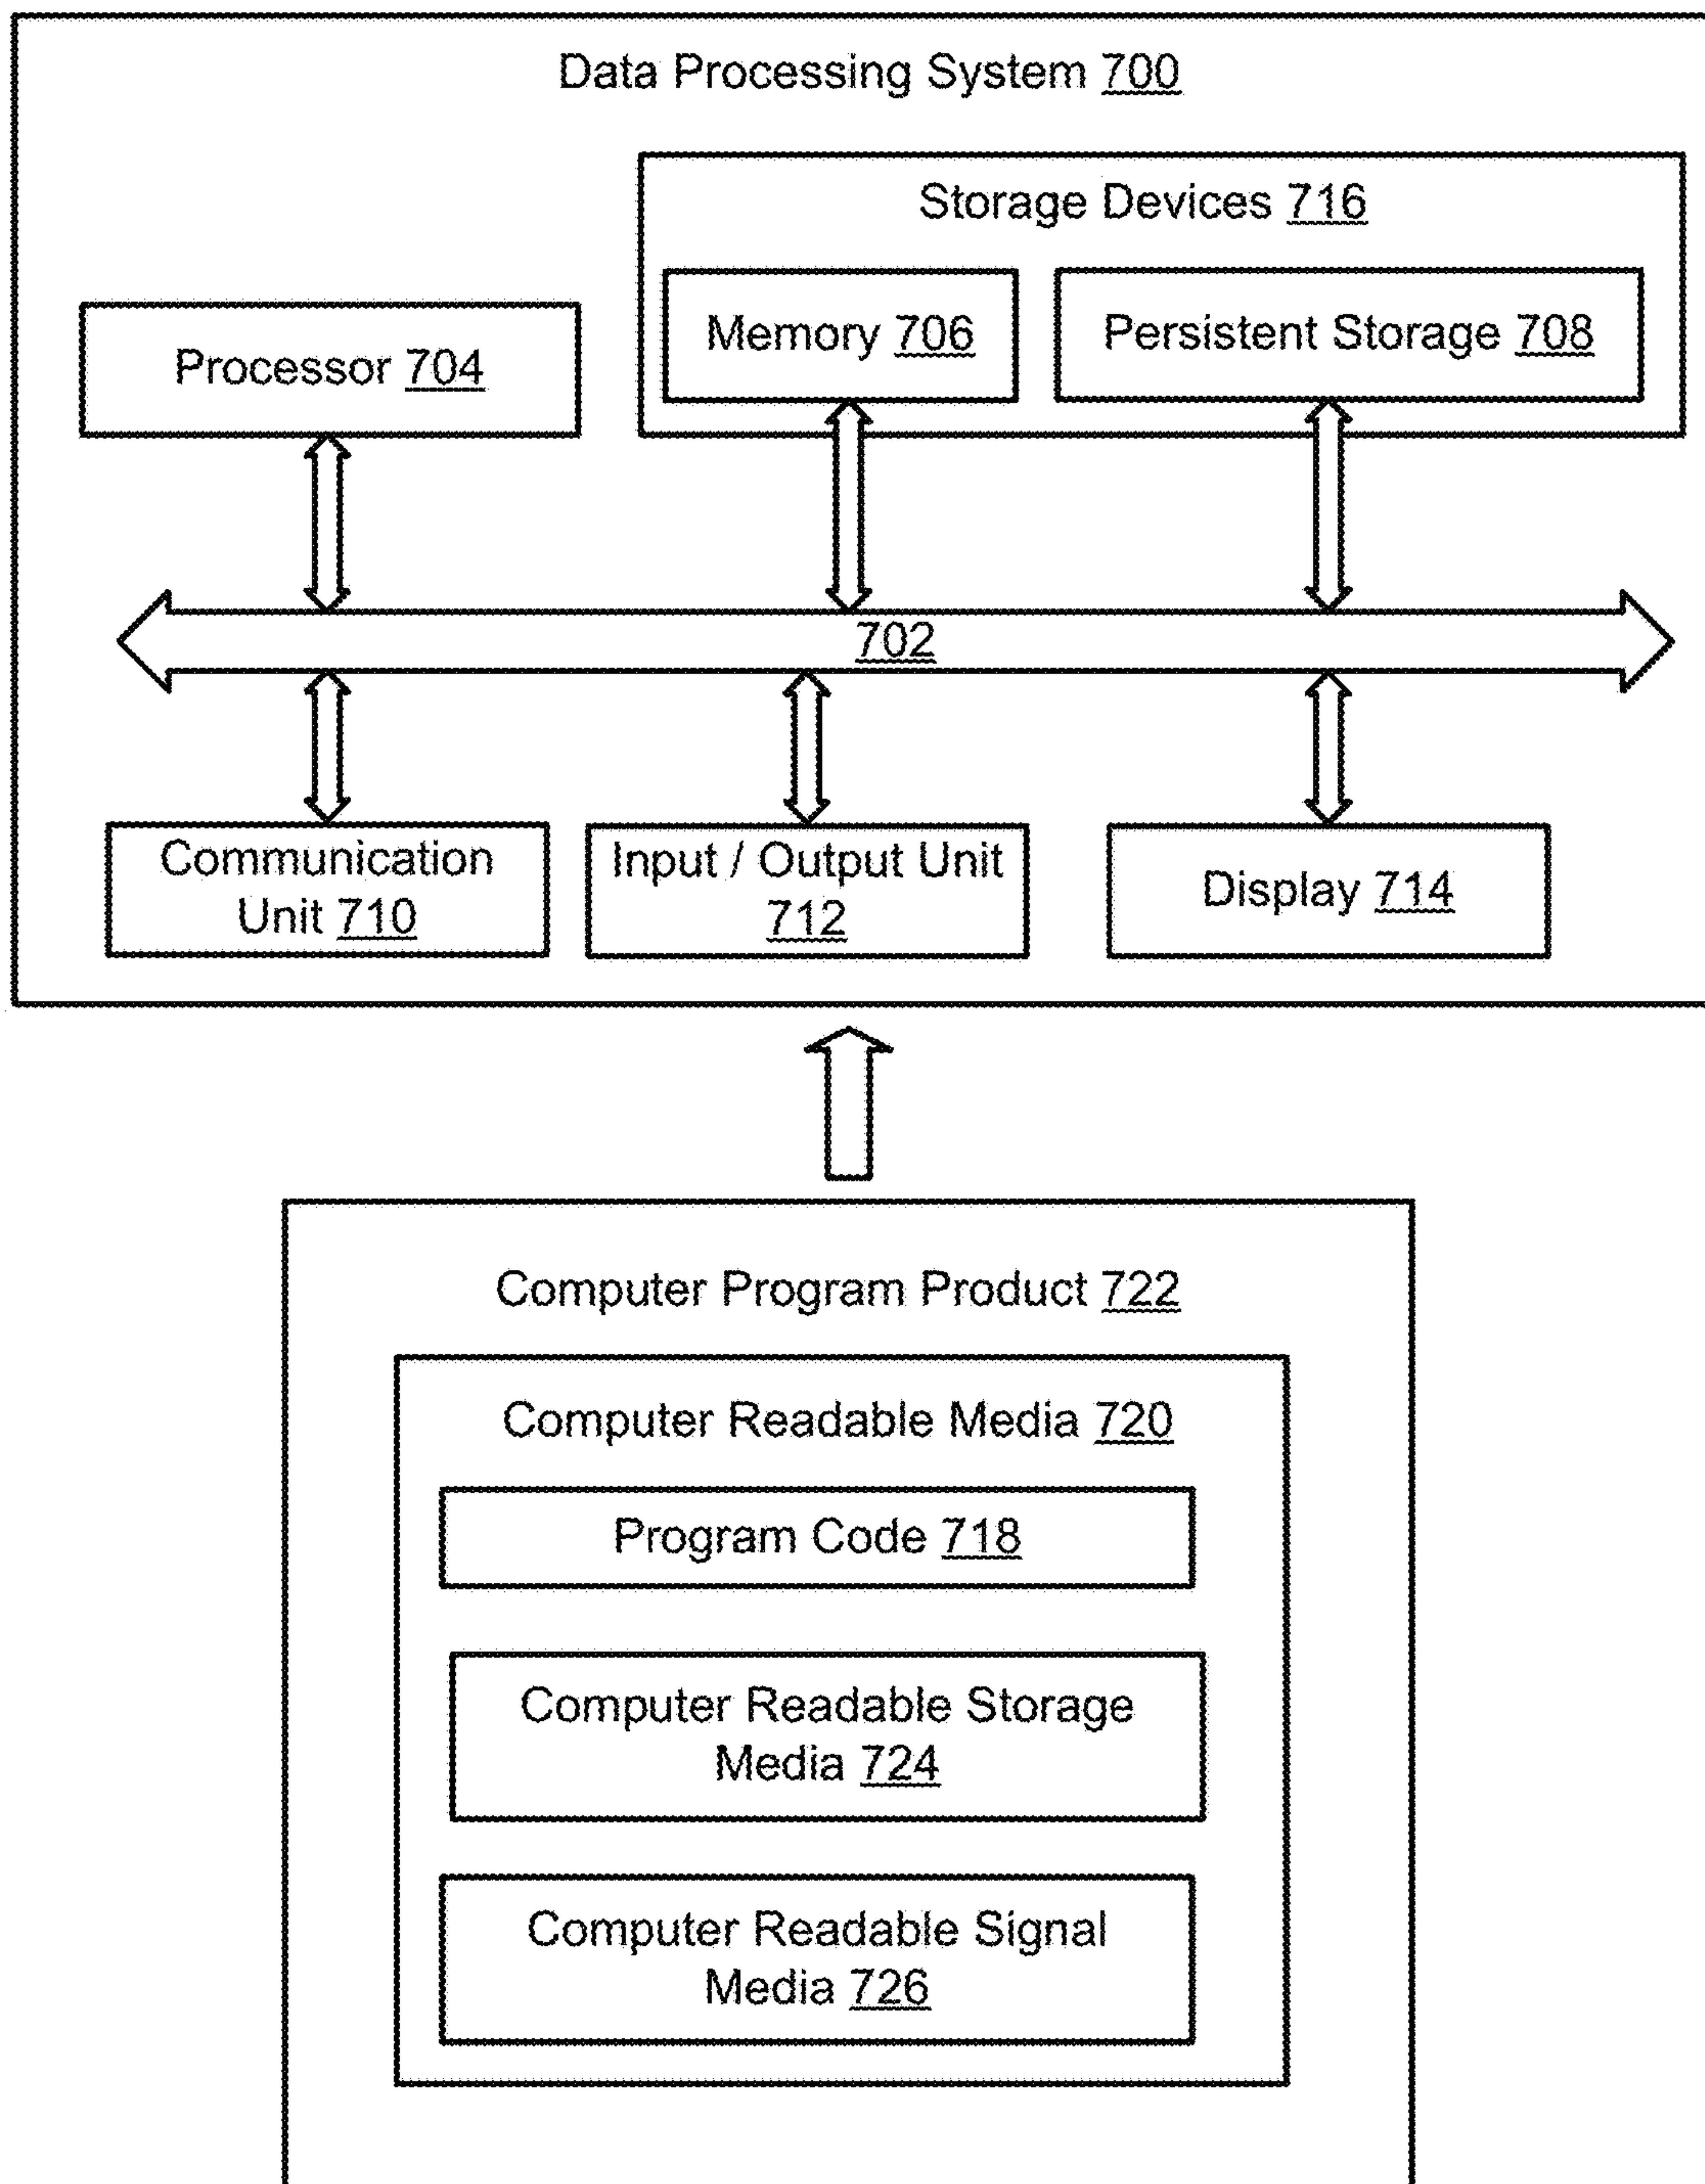 Data Processing System 700
Storage Devices 716
Memory 706
Persistent Storage 708
Processor 704
702
Communication
Unit 710
Input / Output Unit
712
Display 714
Computer Program Product 722
Computer Readable Media 720
Program Code 718
Computer Readable Storage
Media 724
Computer Readable Signal
Media 726